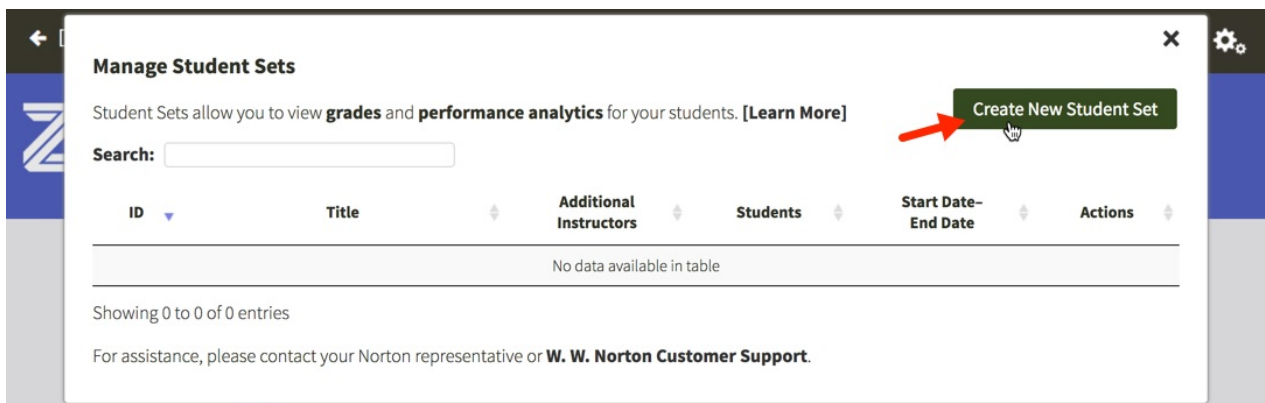 Manage Student Sets
Student Sets allow you to view grades and performance analytics for your students. [Learn More]
Create New Student Set
Search:
ID
Title
Additional
Instructors
Students
Start Date–
End Date
Actions
No data available in table
Showing 0 to 0 of 0 entries
For assistance, please contact your Norton representative or W. W. Norton Customer Support.